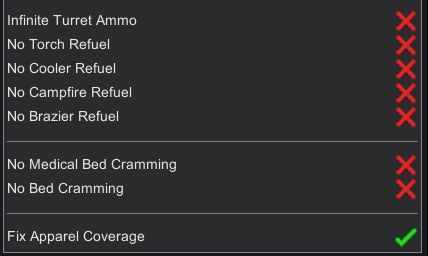 Infinite Turret Ammo
No Torch Refuel
No Cooler Refuel
No Campfire Refuel
No Brazier Refuel
No Medical Bed Cramming
No Bed Cramming
Fix Apparel Coverage